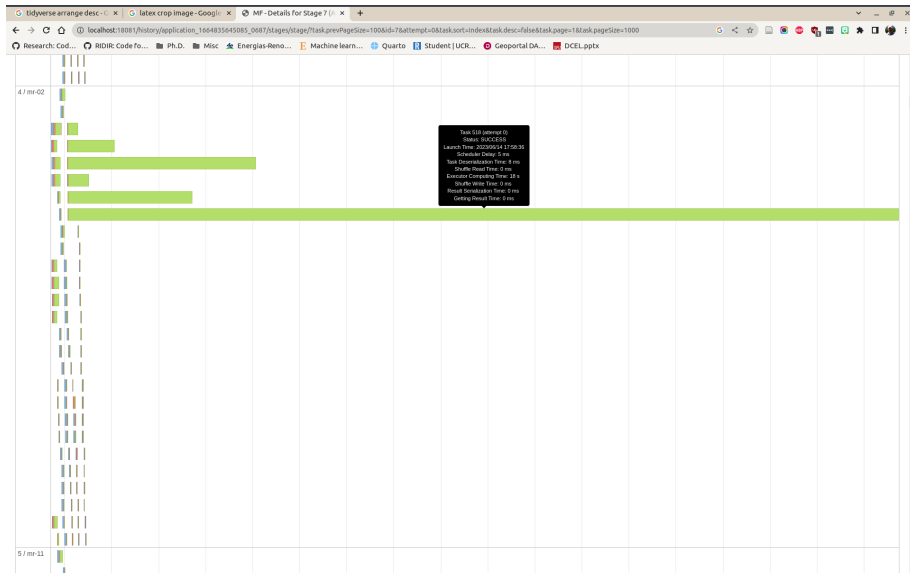 tidyverse arrange desc - G
latex crop image - Google
MF - Details for Stage 7 (A
localhost:18081/history/application_1664835645085_0687/stages/stage/?task.prevPageSize=100&id=7&attempt=0&task.sort=Index&task.desc=false&task.page=1&task.pageSize=1000
Research: Cod... RIDIR Code fo... Ph.D. Misc Energias-Reno... Machine learn... Quarto Student | UCR... Geoportal DA... DCEL.pptx
4 / mr-02
Task 518 (attempt 0)
Status: SUCCESS
Launch Time: 2023/06/14 17:58:36
Scheduler Delay: 5 ms
Task Deserialization Time: 8 ms
Shuffle Read Time: 0 ms
Executor Computing Time: 18 s
Shuffle Write Time: 0 ms
Result Serialization Time: 0 ms
Getting Result Time: 0 ms
5 / mr-11